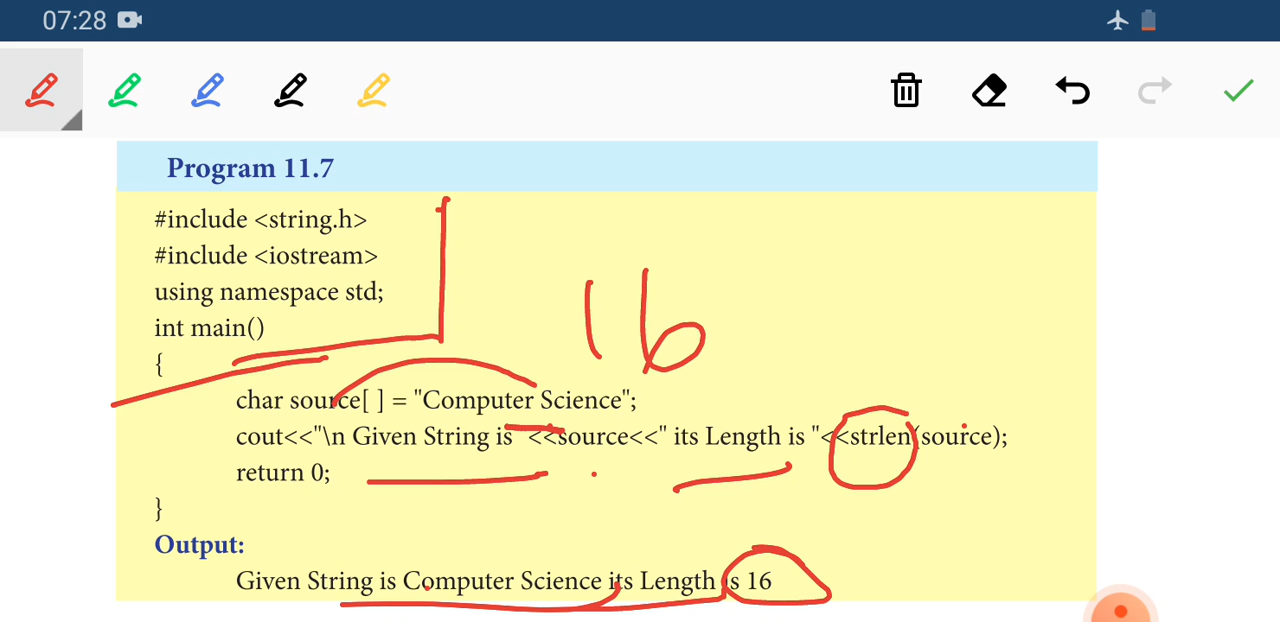 07:28
Program 11.7
#include <string.h>
#include <iostream>
using namespace std;
int main()
16
{
char source[ ] = "Computer Science";
cout<<"\n Given String is <<source<<" its Length is "<<strlen(source);
return 0;
}
Output:
Given String is Computer Science its Length is 16